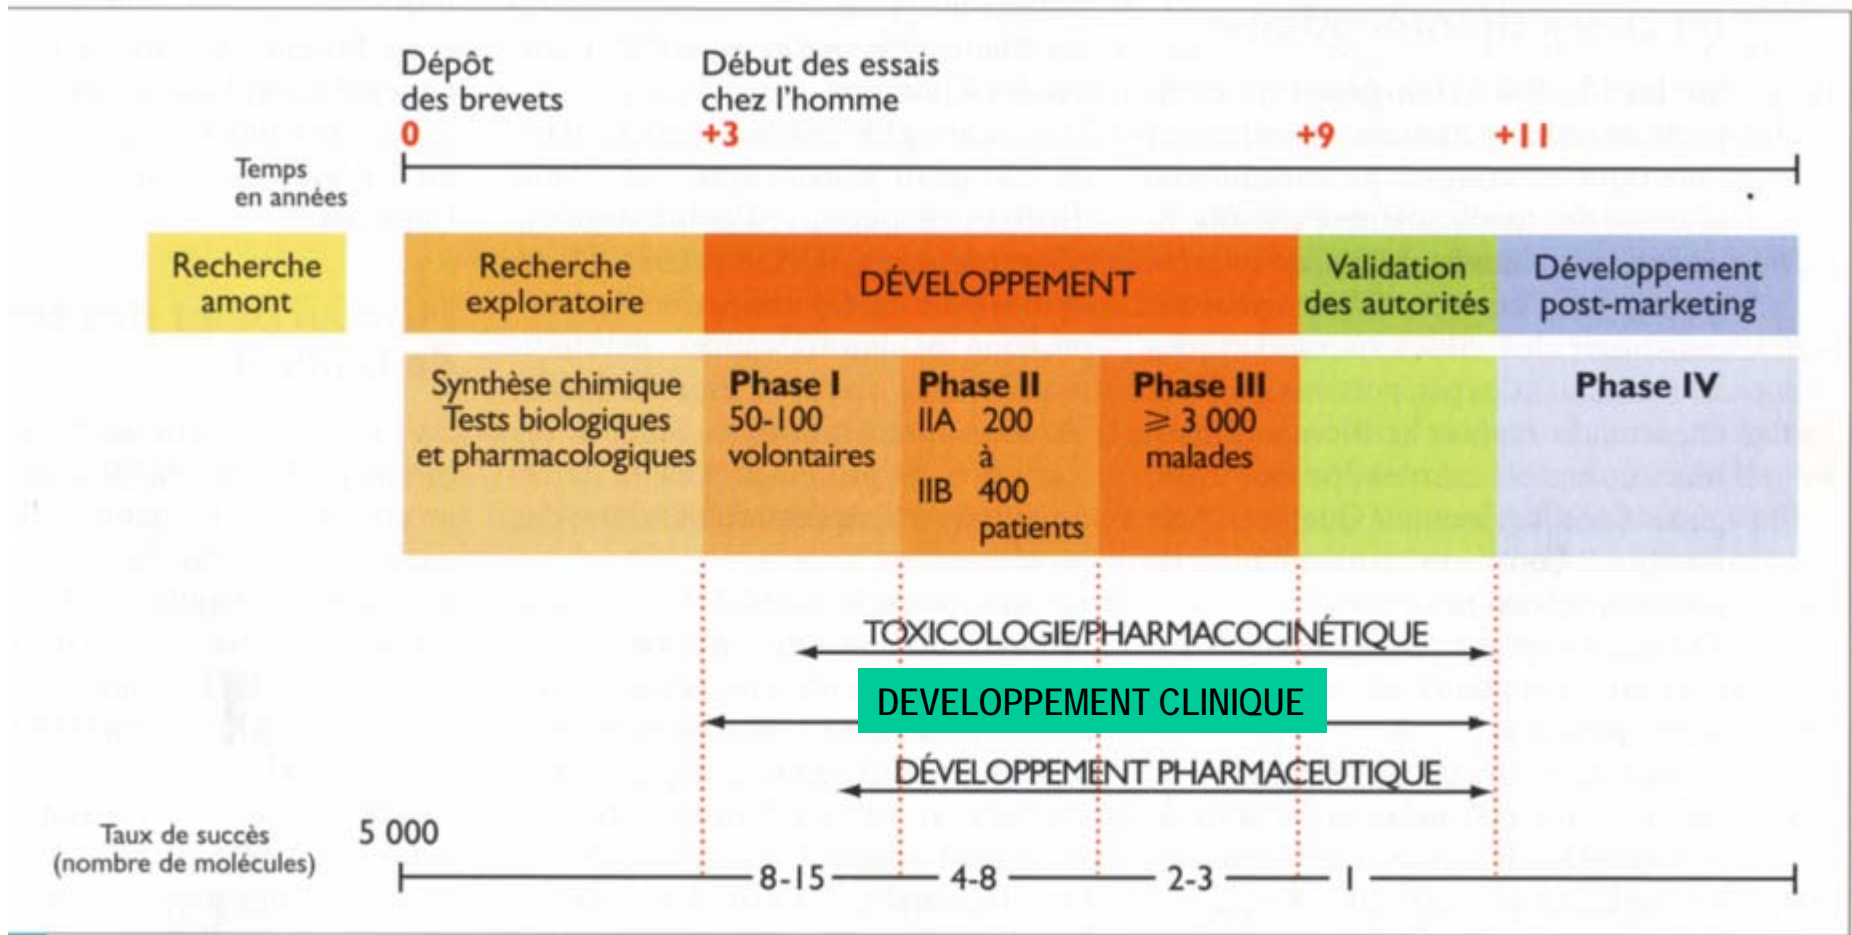 Dépôt
des brevets
0
Début des essais
chez l'homme
+3
+9
+11
Temps
en années
Recherche
amont
Recherche
exploratoire
DÉVELOPPEMENT
Validation
des autorités
Développement
post-marketing
Synthèse chimique
Tests biologiques
et pharmacologiques
Phase I
50-100
volontaires
Phase II
IIA 200
à
IIB 400
patients
Phase III
⩾ 3 000
malades
Phase IV
TOXICOLOGIE/PHARMACOCINÉTIQUE
DEVELOPPEMENT CLINIQUE
DÉVELOPPEMENT PHARMACEUTIQUE
Taux de succès
(nombre de molécules)
5 000
8-15
4-8
2-3
1